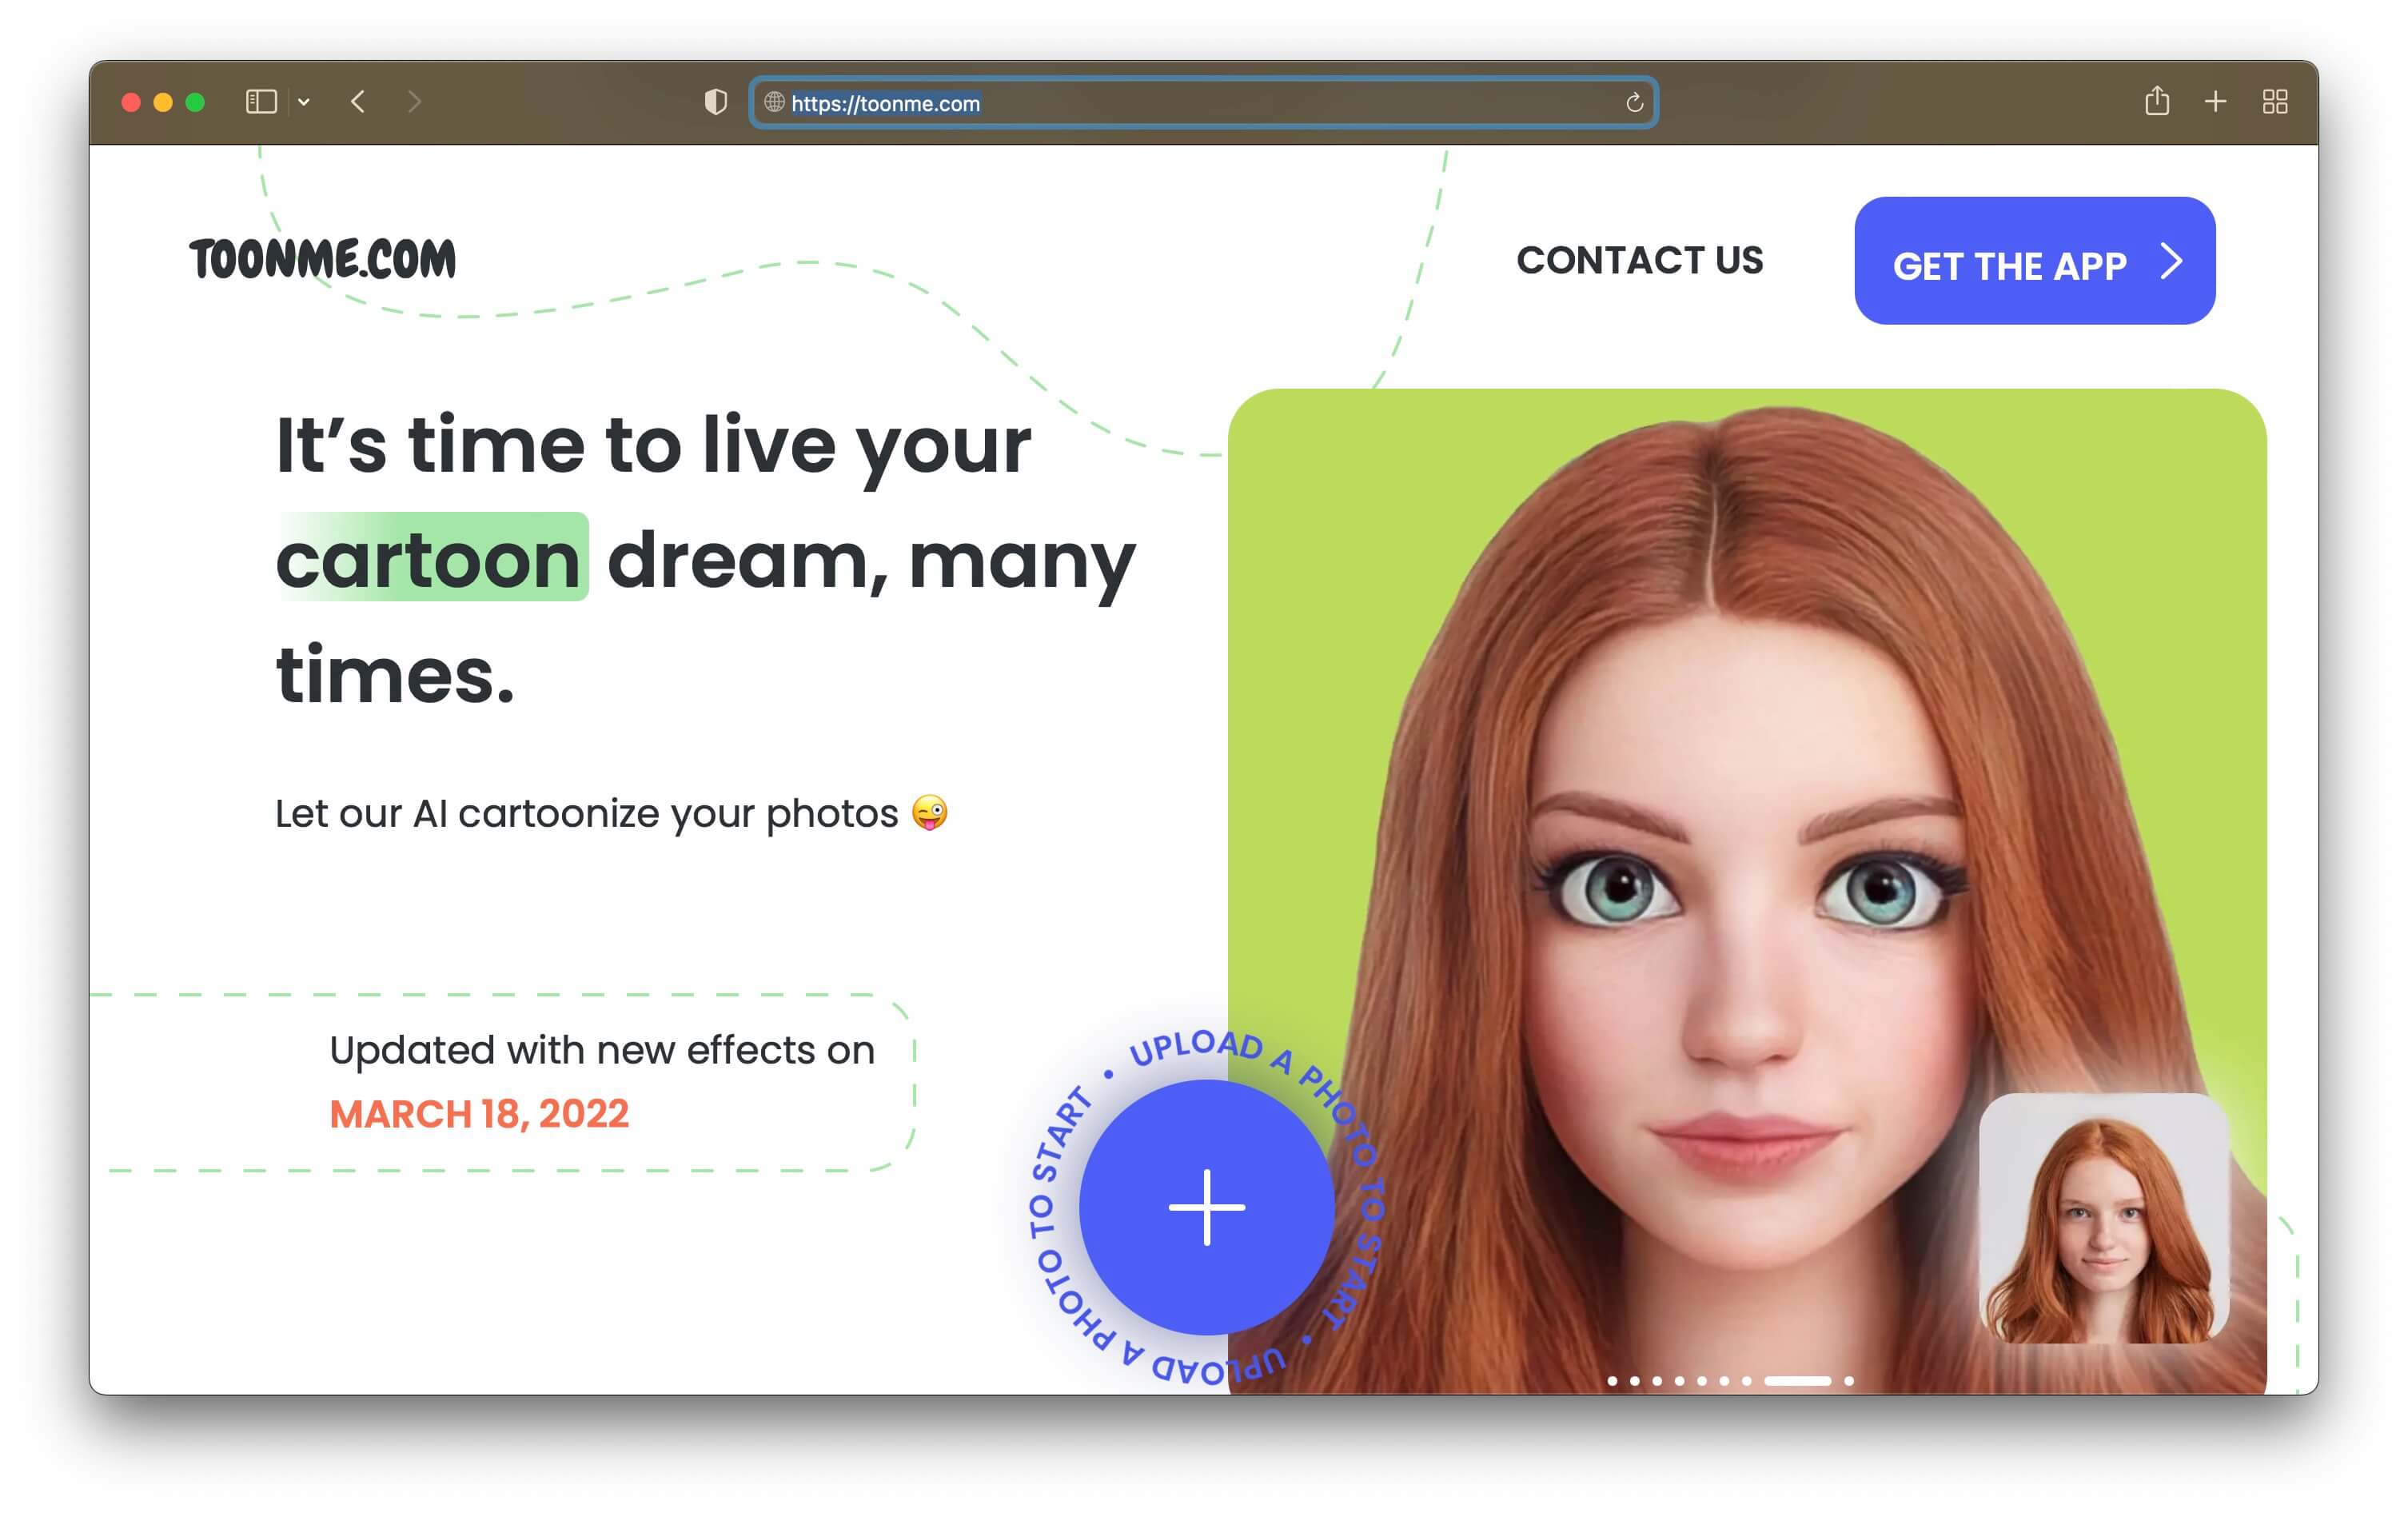 https://toonme.com
TOONME.COM
CONTACT US
GET THE APP
It’s time to live your
cartoon dream, many
times.
Let our AI cartoonize your photos 😜
Updated with new effects on
MARCH 18, 2022
UPLOAD A PHOTO TO START • UPLOAD A PHOTO TO START •